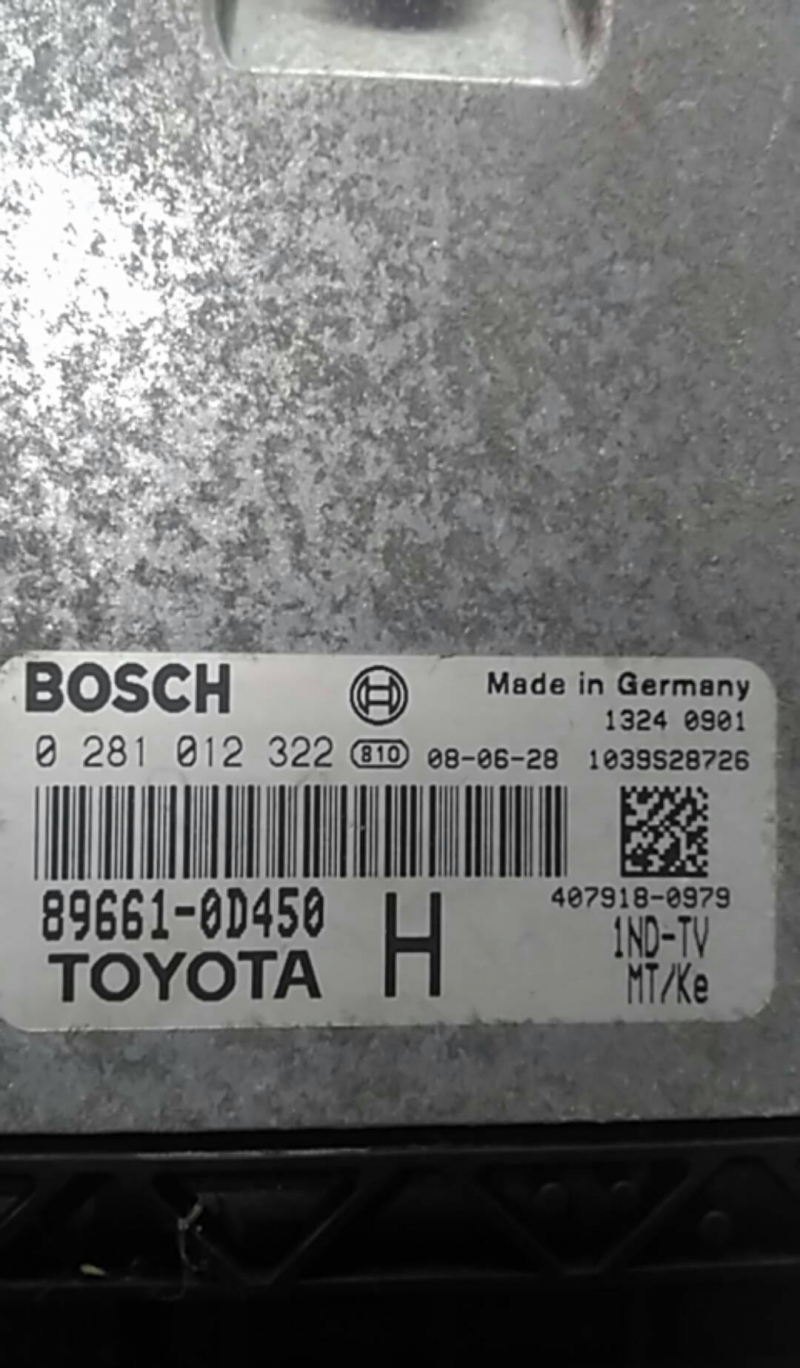 BOSCH Made in Germany
1324 0901
0 281 012 322 810 08-06-28 1039S28726
407918-0979
89661-0D450 H 1ND-TV
TOYOTA MT/Ke